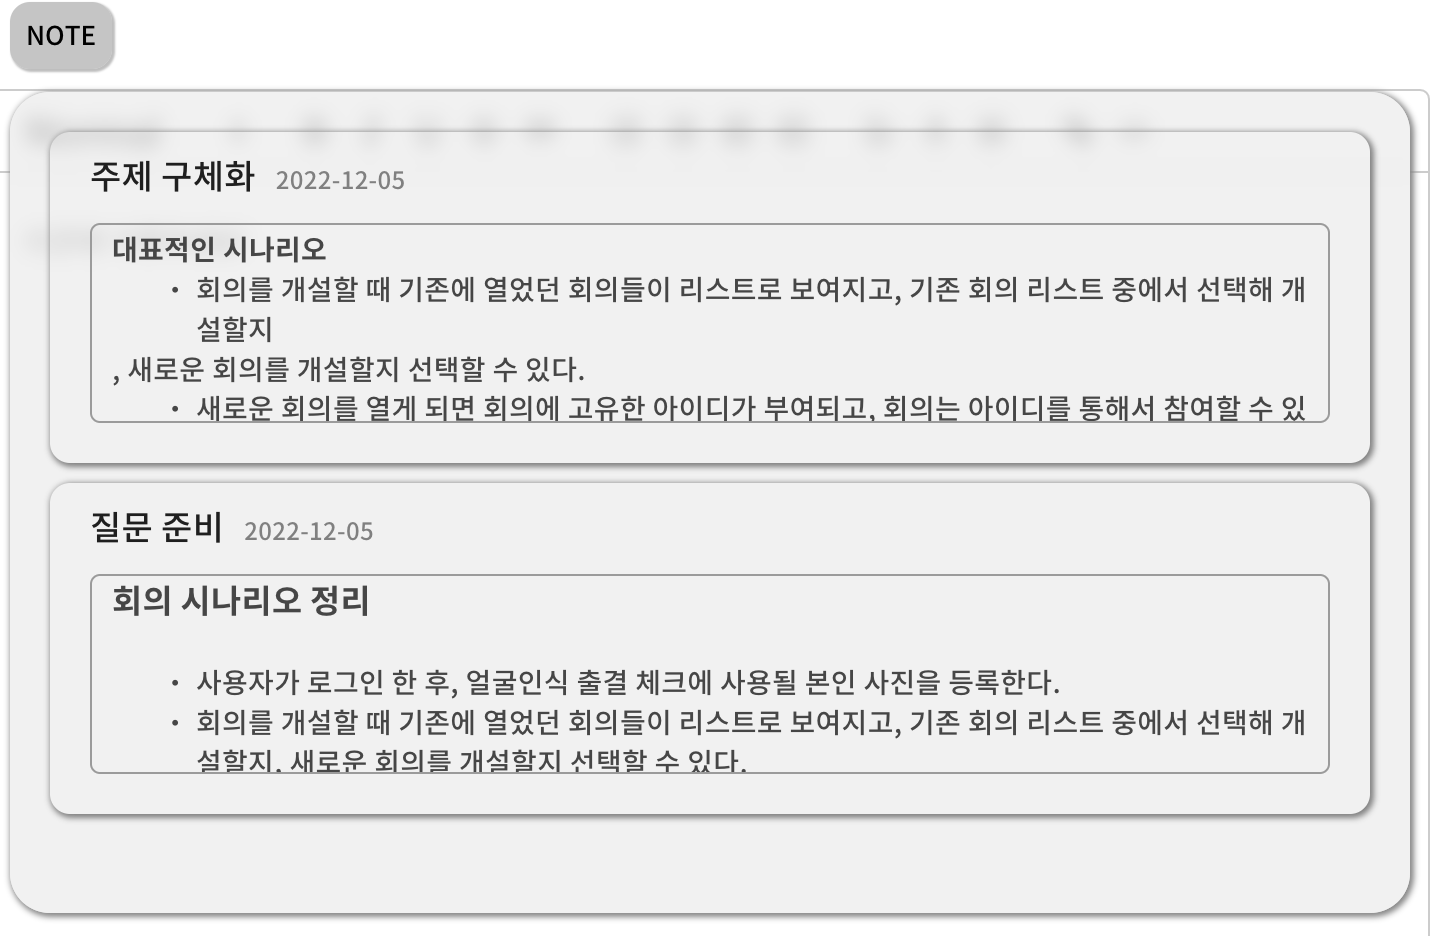 NOTE
주제 구체화 2022-12-05
대표적인 시나리오
• 회의를 개설할 때 기존에 열었던 회의들이 리스트로 보여지고, 기존 회의 리스트 중에서 선택해 개
설할지
, 새로운 회의를 개설할지 선택할 수 있다.
• 새로운 회의를 열게 되면 회의에 고유한 아이디가 부여되고, 회의는 아이디를 통해서 참여할 수 있
질문 준비 2022-12-05
회의 시나리오 정리
• 사용자가 로그인 한 후, 얼굴인식 출결 체크에 사용될 본인 사진을 등록한다.
• 회의를 개설할 때 기존에 열었던 회의들이 리스트로 보여지고, 기존 회의 리스트 중에서 선택해 개
설할지, 새로운 회의를 개설할지 선택할 수 있다.